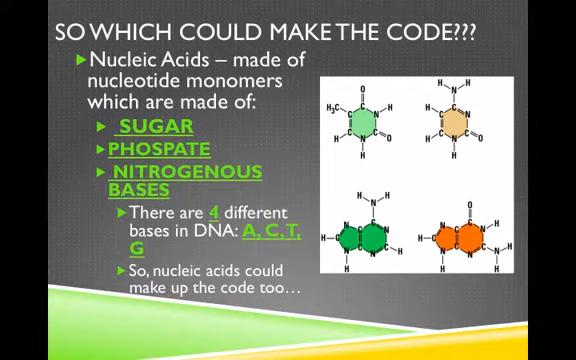 SO WHICH COULD MAKE THE CODE???
Nucleic Acids – made of
nucleotide monomers
which are made of:
SUGAR
PHOSPATE
NITROGENOUS
BASES
There are 4 different
bases in DNA: A, C, T,
G
So, nucleic acids could
make up the code too…
O
H₃C C N H
C C
H N O
H
H N H
H C C N
C C
H N O
H
H N H
N C N
H C C C
N C N C H
H
O
N C N H
H C C C
N C N C N H
H H